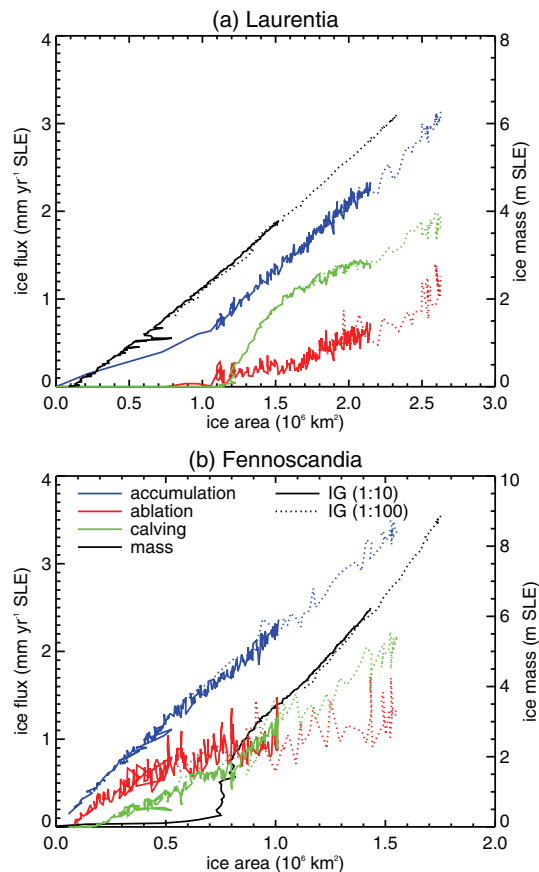 (a) Laurentia
4
3
2
1
0
ice flux (mm yr⁻¹ SLE)
8
6
4
2
0
ice mass (m SLE)
0.0 0.5 1.0 1.5 2.0 2.5 3.0
ice area (10⁶ km²)
(b) Fennoscandia
accumulation
ablation
calving
mass
IG (1:10)
IG (1:100)
4
3
2
1
0
ice flux (mm yr⁻¹ SLE)
10
8
6
4
2
0
ice mass (m SLE)
0.0 0.5 1.0 1.5 2.0
ice area (10⁶ km²)